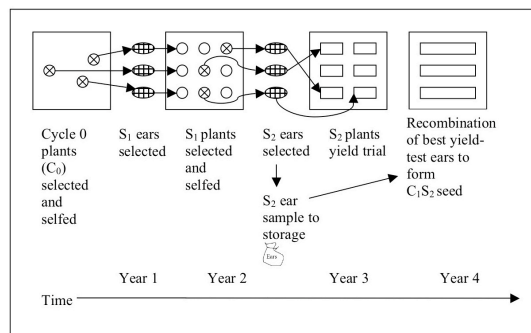 Cycle 0
plants
(C₀)
selected
and
selfed
S₁ ears
selected
S₁ plants
selected
and
selfed
S₂ ears
selected
S₂ plants
yield trial
Recombination
of best yield-
test ears to
form
C₁S₂ seed
S₂ ear
sample to
storage
Ears
Year 1
Year 2
Year 3
Year 4
Time